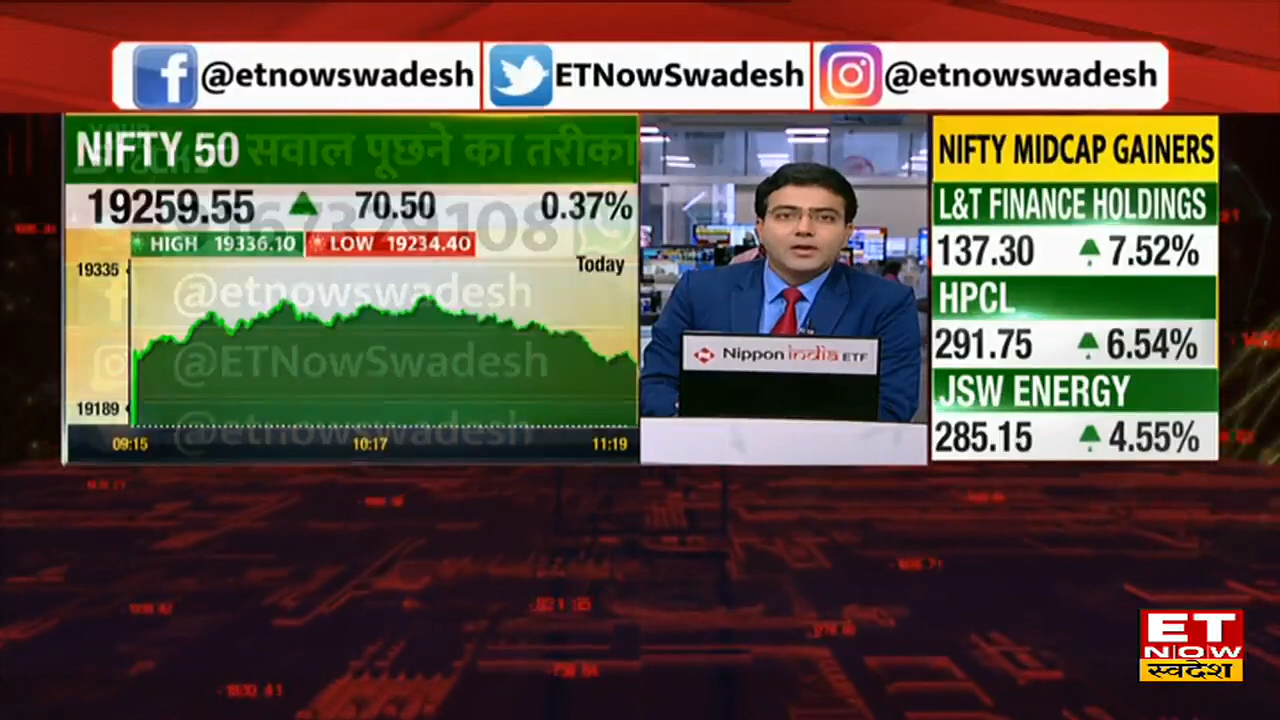 @etnowswadesh
ETNowSwadesh
@etnowswadesh
NIFTY 50
सवाल पूछने का तरीका
19259.55 70.50 0.37%
HIGH 19336.10 LOW 19234.40
Today
19335
@etnowswadesh
@ETNowSwadesh
19189
@etnowswadesh
09:15 10:17 11:19
Nippon india ETF
NIFTY MIDCAP GAINERS
L&T FINANCE HOLDINGS
137.30 7.52%
HPCL
291.75 6.54%
JSW ENERGY
285.15 4.55%
ET
NOW
स्वदेश